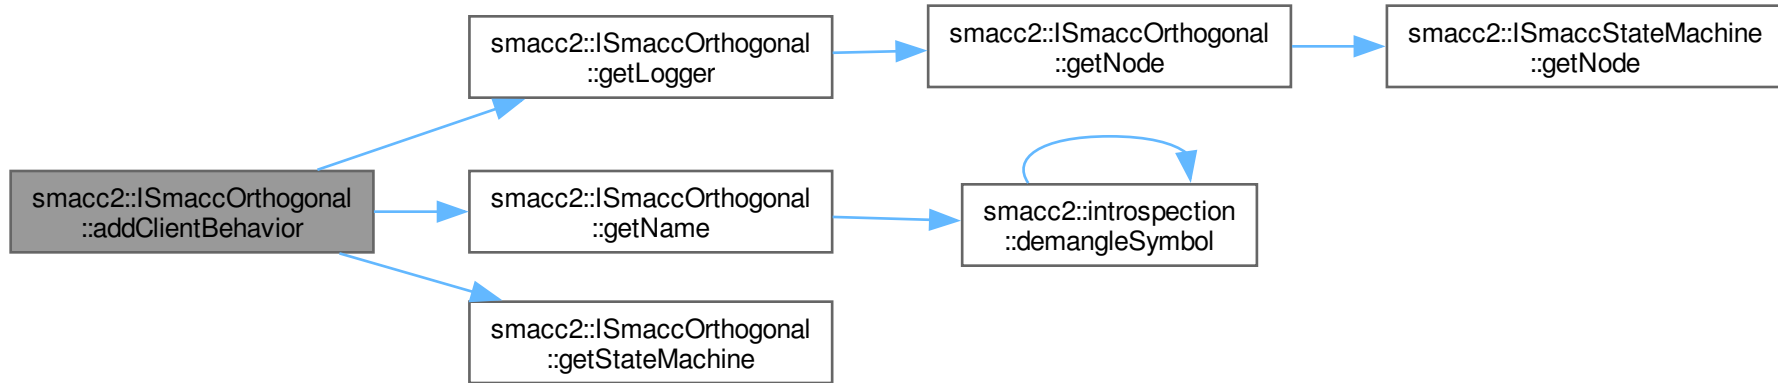 smacc2::ISmaccOrthogonal
::addClientBehavior
smacc2::ISmaccOrthogonal
::getLogger
smacc2::ISmaccOrthogonal
::getNode
smacc2::ISmaccStateMachine
::getNode
smacc2::ISmaccOrthogonal
::getName
smacc2::introspection
::demangleSymbol
smacc2::ISmaccOrthogonal
::getStateMachine